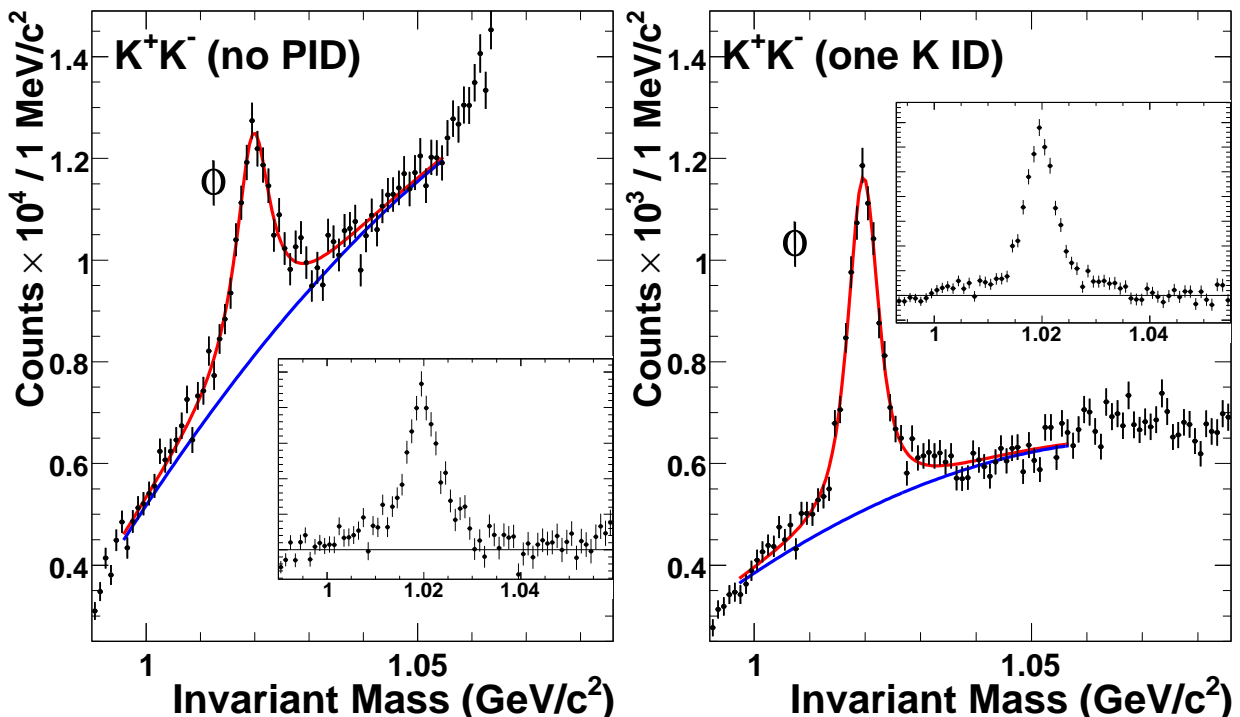 K⁺K⁻ (no PID)
Counts × 10⁴ / 1 MeV/c²
1.4
1.2
1
0.8
0.6
0.4
ϕ
1
1.02
1.04
1
1.05
Invariant Mass (GeV/c²)
K⁺K⁻ (one K ID)
Counts × 10³ / 1 MeV/c²
1.4
1.2
1
0.8
0.6
0.4
ϕ
1
1.02
1.04
1
1.05
Invariant Mass (GeV/c²)